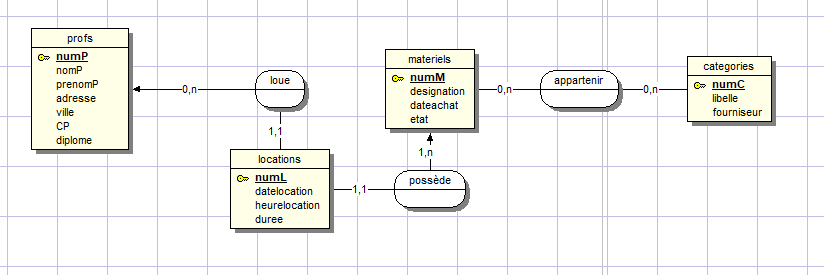 profs
numP
nomP
prenomP
adresse
ville
CP
diplome
0,n
loue
1,1
locations
numL
datelocation
heurelocation
duree
1,1
possède
1,n
materiels
numM
designation
dateachat
etat
0,n
appartenir
0,n
categories
numC
libelle
fourniseur